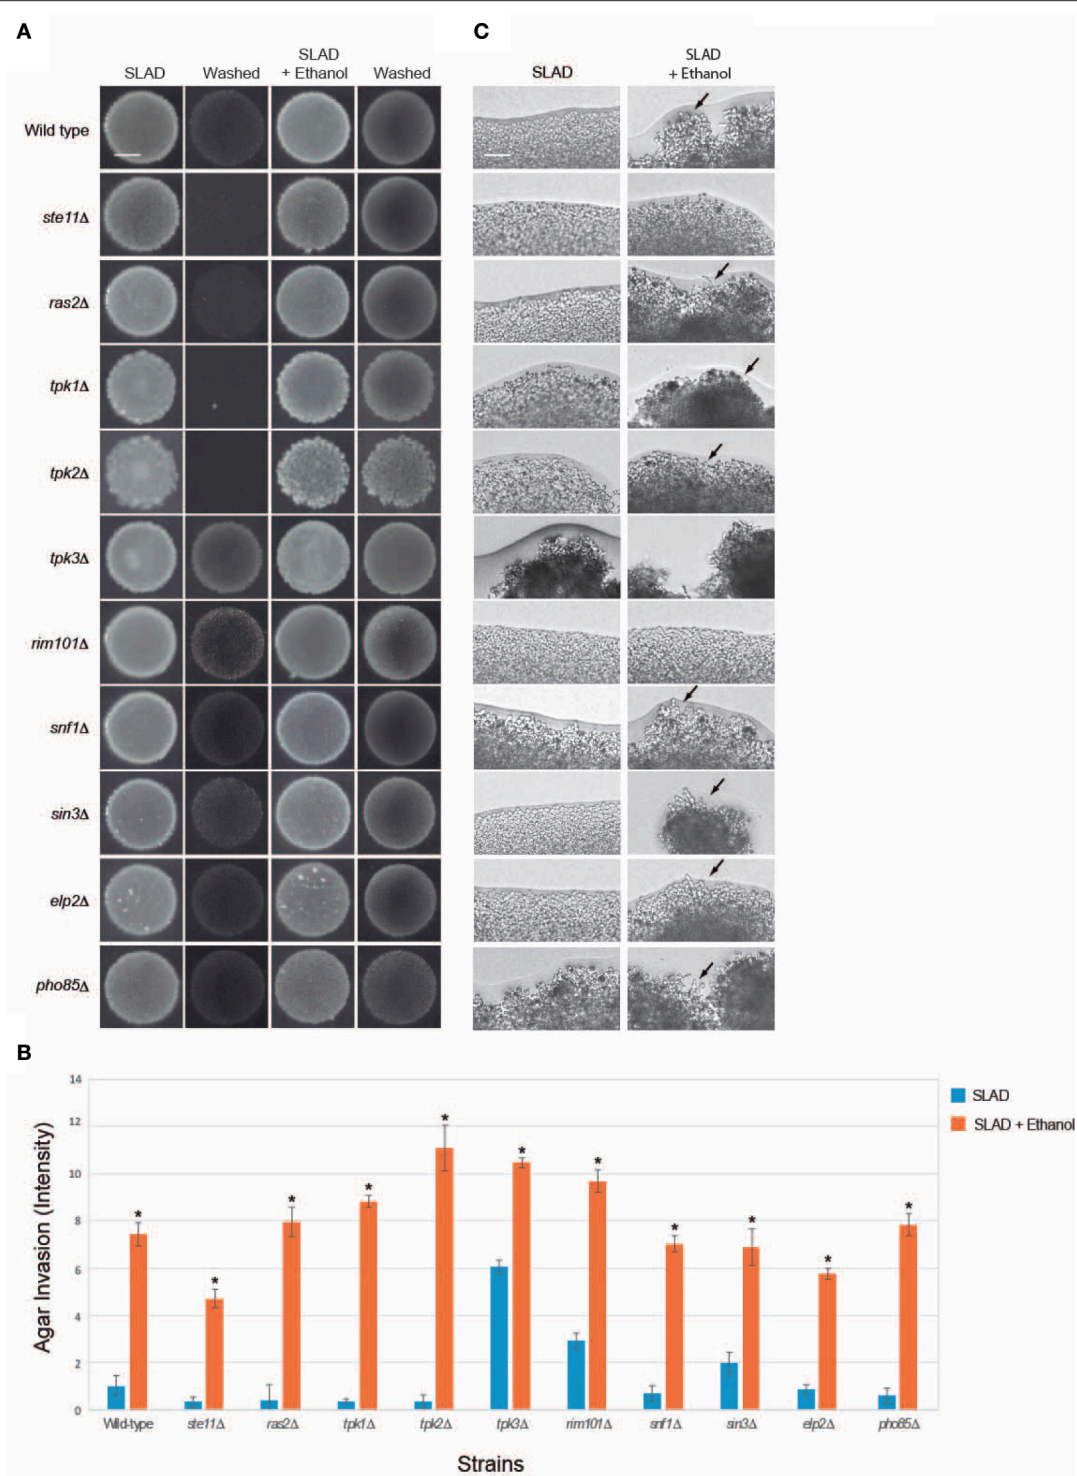 A
SLAD Washed SLAD + Ethanol Washed
Wild type
ste11Δ
ras2Δ
tpk1Δ
tpk2Δ
tpk3Δ
rim101Δ
snf1Δ
sin3Δ
elp2Δ
pho85Δ
C
SLAD
SLAD
+ Ethanol
B
Agar Invasion (Intensity)
14
12
10
8
6
4
2
0
* * * * * * * * * * *
Wild-type ste11Δ ras2Δ tpk1Δ tpk2Δ tpk3Δ rim101Δ snf1Δ sin3Δ elp2Δ pho85Δ
Strains
SLAD
SLAD + Ethanol